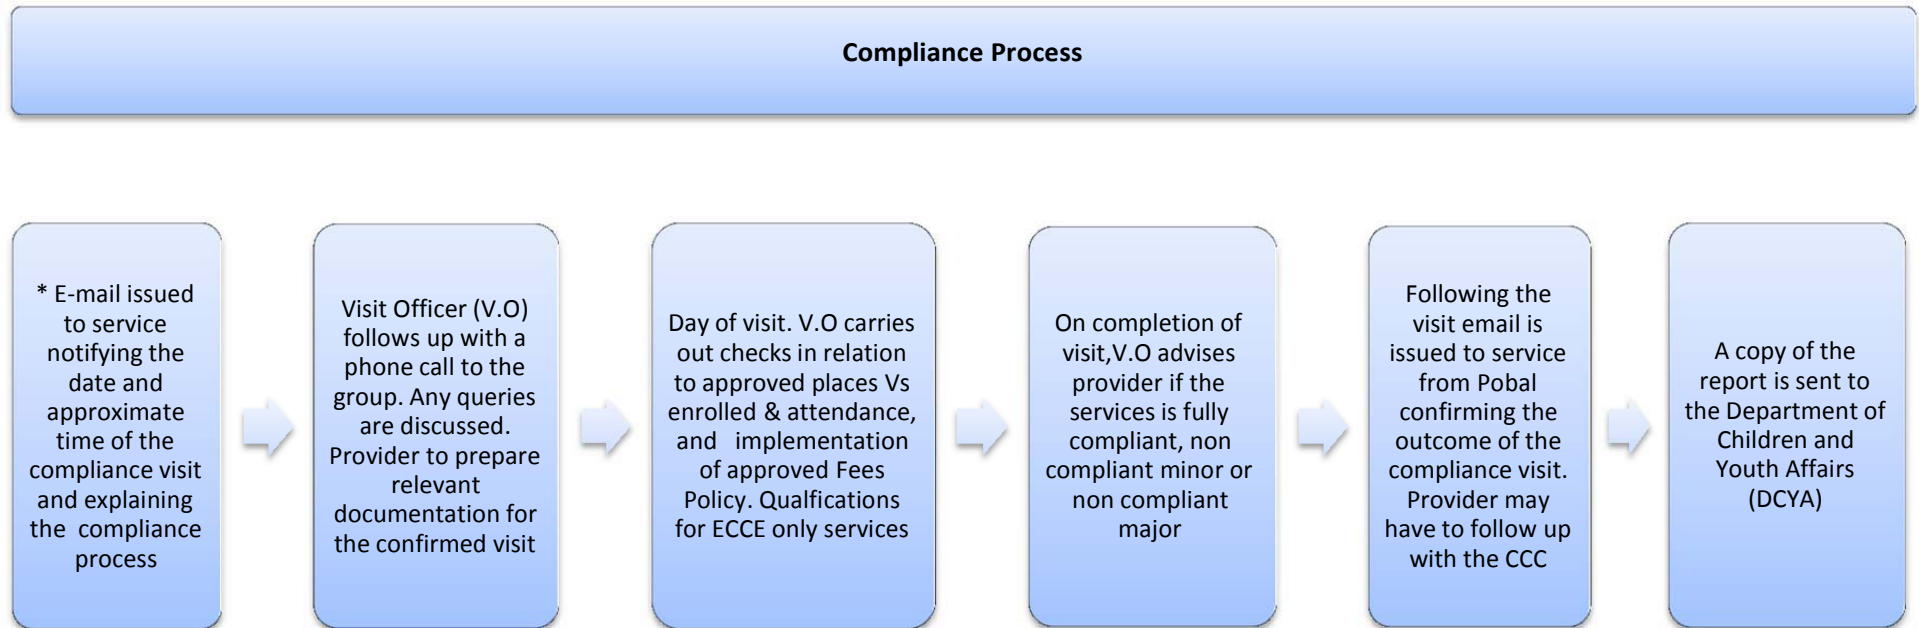 Compliance Process
* E-mail issued
to service
notifying the
date and
approximate
time of the
compliance visit
and explaining
the compliance
process
Visit Officer (V.O)
follows up with a
phone call to the
group. Any queries
are discussed.
Provider to prepare
relevant
documentation for
the confirmed visit
Day of visit. V.O carries
out checks in relation
to approved places Vs
enrolled & attendance,
and implementation
of approved Fees
Policy. Qualfications
for ECCE only services
On completion of
visit,V.O advises
provider if the
services is fully
compliant, non
compliant minor or
non compliant
major
Following the
visit email is
issued to service
from Pobal
confirming the
outcome of the
compliance visit.
Provider may
have to follow up
with the CCC
A copy of the
report is sent to
the Department of
Children and
Youth Affairs
(DCYA)